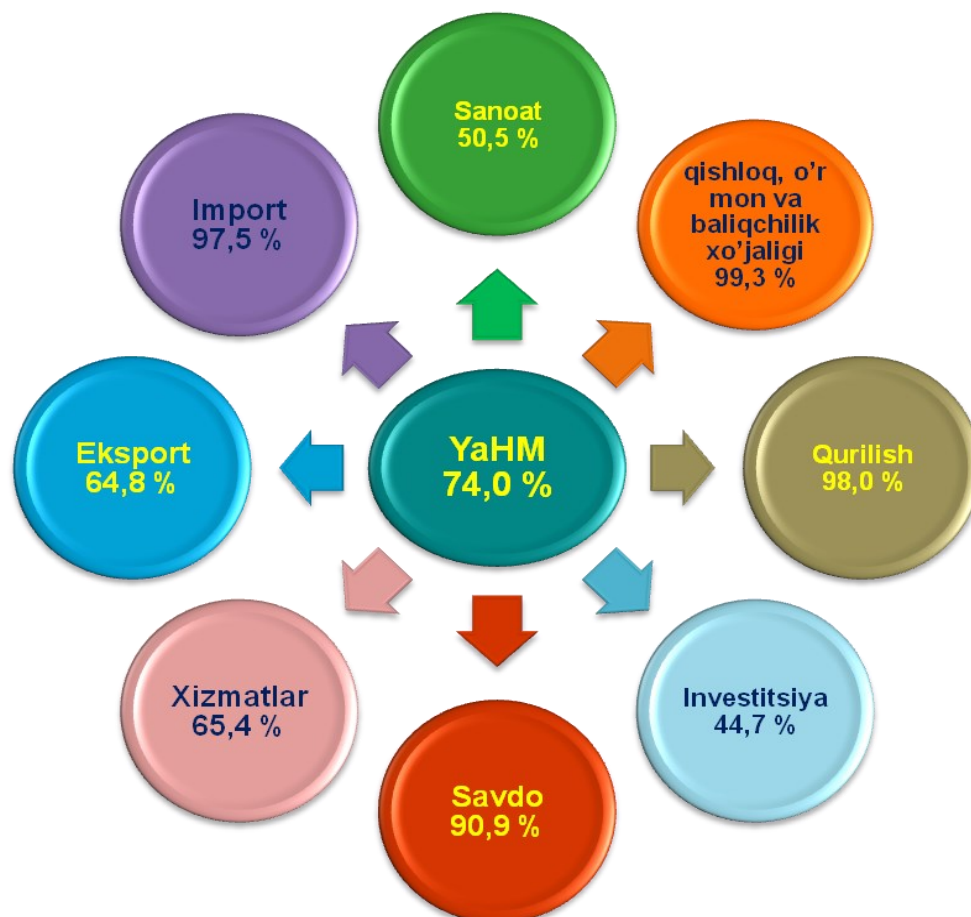 Sanoat
50,5 %
qishloq, o’r
mon va
baliqchilik
xo’jaligi
99,3 %
Import
97,5 %
Eksport
64,8 %
YaHM
74,0 %
Qurilish
98,0 %
Xizmatlar
65,4 %
Investitsiya
44,7 %
Savdo
90,9 %